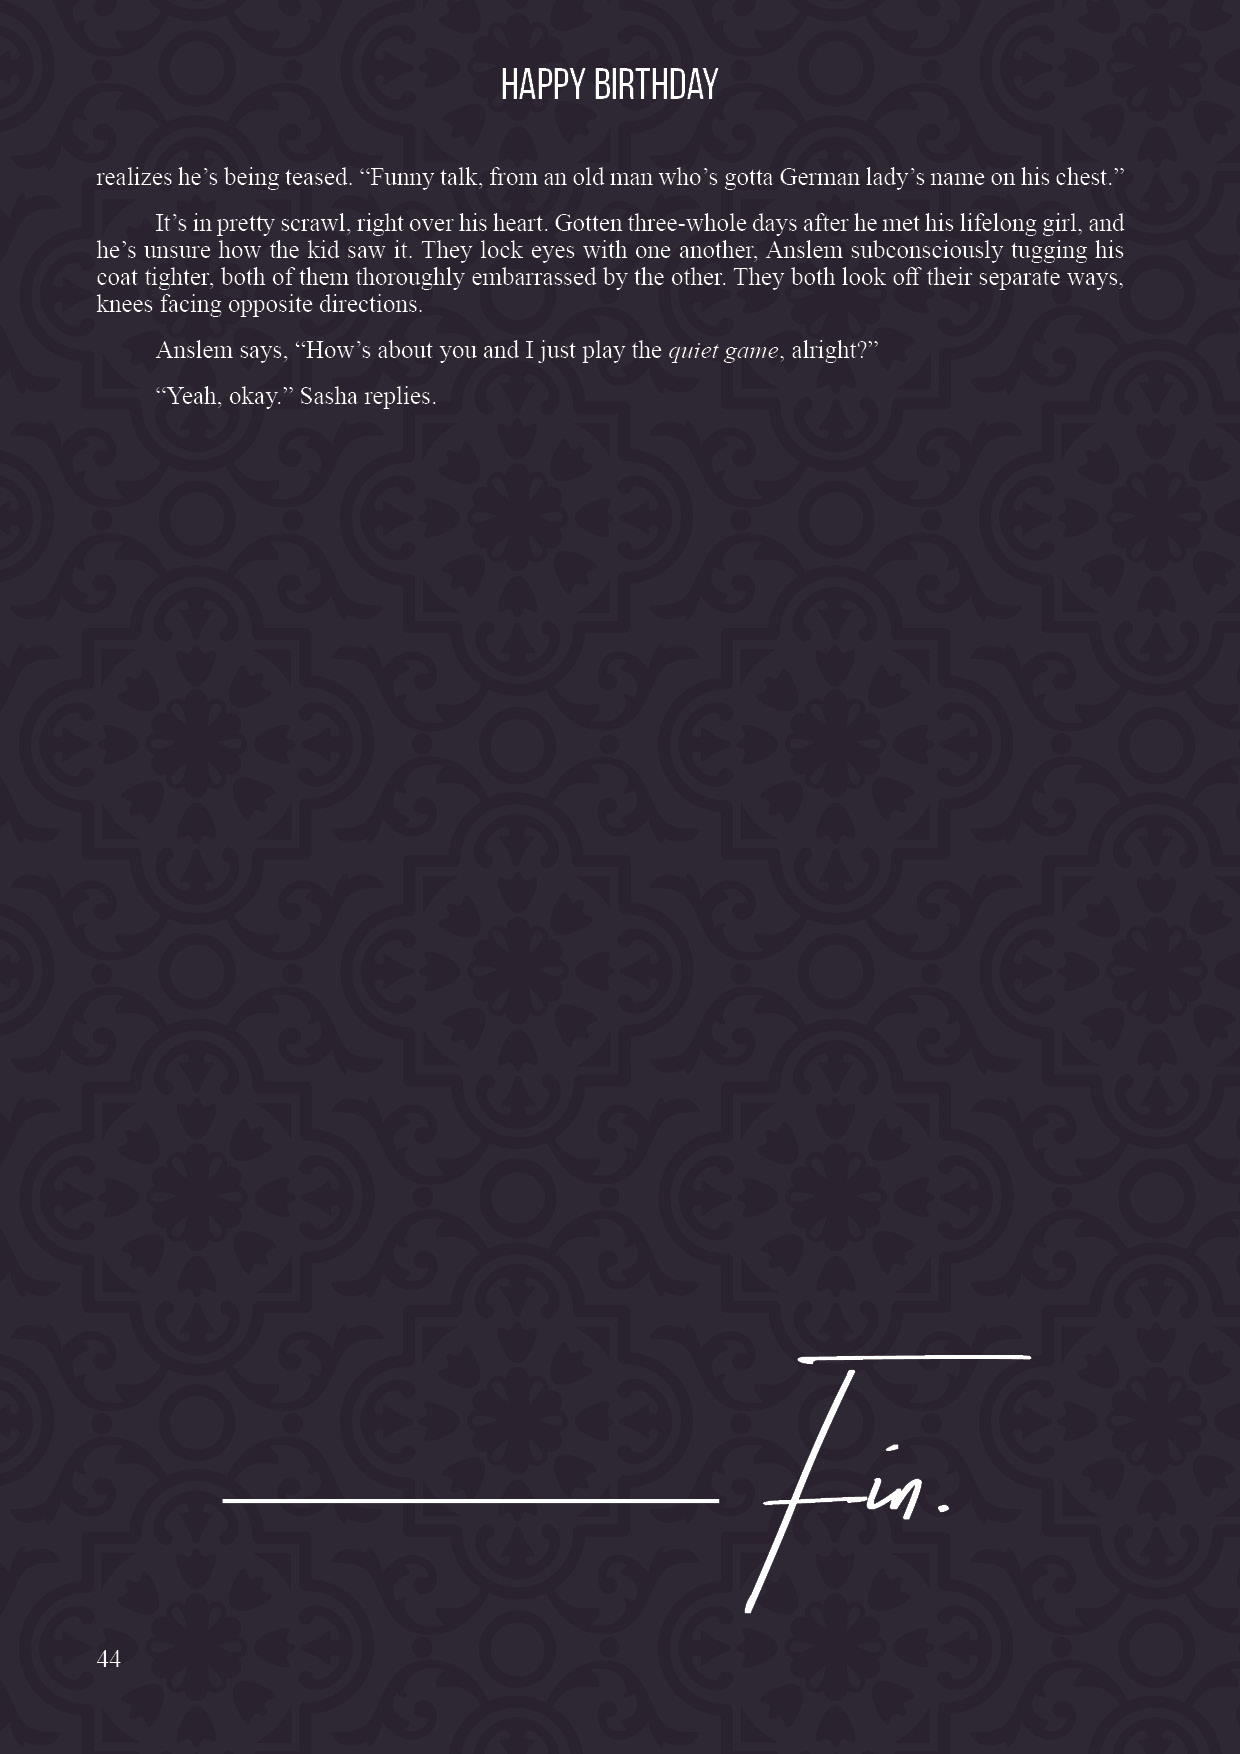 HAPPY BIRTHDAY
realizes he’s being teased. “Funny talk, from an old man who’s gotta German lady’s name on his chest.”
It’s in pretty scrawl, right over his heart. Gotten three-whole days after he met his lifelong girl, and
he’s unsure how the kid saw it. They lock eyes with one another, Anslem subconsciously tugging his
coat tighter, both of them thoroughly embarrassed by the other. They both look off their separate ways,
knees facing opposite directions.
Anslem says, “How’s about you and I just play the quiet game, alright?”
“Yeah, okay.” Sasha replies.
Fin.
44